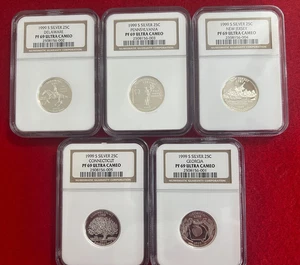 1999 S SILVER 25C
DELAWARE
PF 69 ULTRA CAMEO
1999 S SILVER 25C
PENNSYLVANIA
PF 69 ULTRA CAMEO
1999 S SILVER 25C
NEW JERSEY
PF 69 ULTRA CAMEO
1999 S SILVER 25C
CONNECTICUT
PF 69 ULTRA CAMEO
1999 S SILVER 25C
GEORGIA
PF 69 ULTRA CAMEO